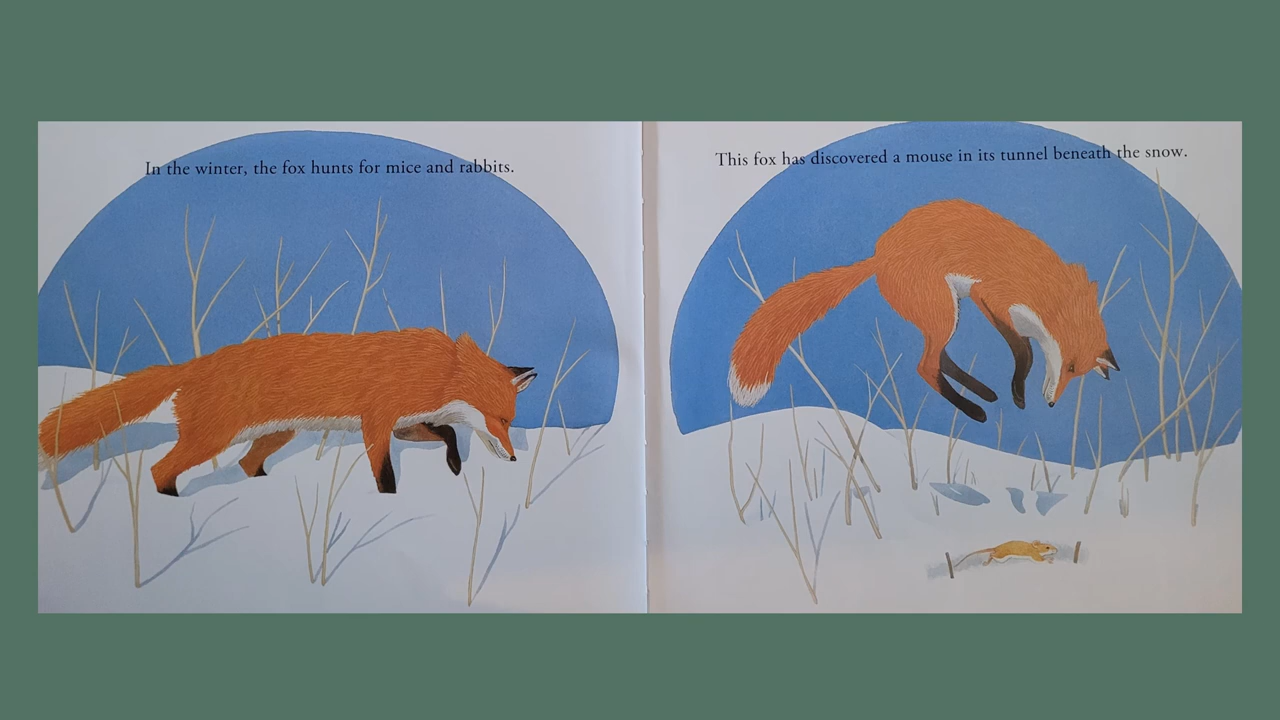 In the winter, the fox hunts for mice and rabbits.
This fox has discovered a mouse in its tunnel beneath the snow.